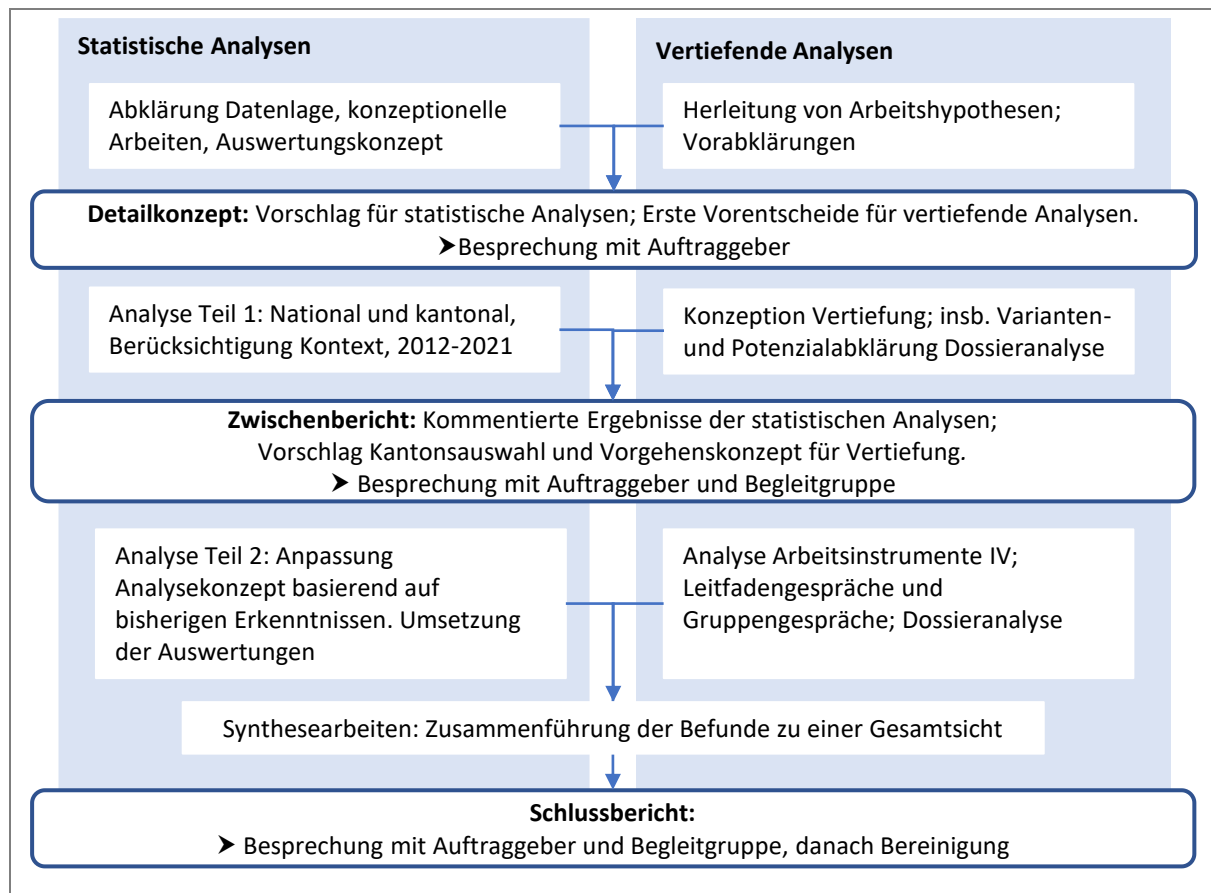 Statistische Analysen
Vertiefende Analysen
Abklärung Datenlage, konzeptionelle
Arbeiten, Auswertungskonzept
Herleitung von Arbeitshypothesen;
Vorabklärungen
Detailkonzept: Vorschlag für statistische Analysen; Erste Vorentscheide für vertiefende Analysen.
➤Besprechung mit Auftraggeber
Analyse Teil 1: National und kantonal,
Berücksichtigung Kontext, 2012-2021
Konzeption Vertiefung; insb. Varianten-
und Potenzialabklärung Dossieranalyse
Zwischenbericht: Kommentierte Ergebnisse der statistischen Analysen;
Vorschlag Kantonsauswahl und Vorgehenskonzept für Vertiefung.
➤ Besprechung mit Auftraggeber und Begleitgruppe
Analyse Teil 2: Anpassung
Analysekonzept basierend auf
bisherigen Erkenntnissen. Umsetzung
der Auswertungen
Analyse Arbeitsinstrumente IV;
Leitfadengespräche und
Gruppengespräche; Dossieranalyse
Synthesearbeiten: Zusammenführung der Befunde zu einer Gesamtsicht
Schlussbericht:
➤ Besprechung mit Auftraggeber und Begleitgruppe, danach Bereinigung